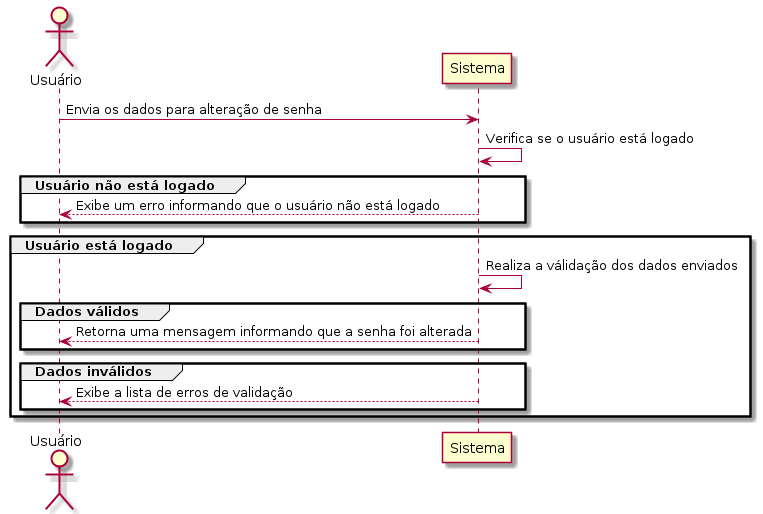 Usuário
Sistema
Envia os dados para alteração de senha
Verifica se o usuário está logado
Usuário não está logado
Exibe um erro informando que o usuário não está logado
Usuário está logado
Realiza a válidação dos dados enviados
Dados válidos
Retorna uma mensagem informando que a senha foi alterada
Dados inválidos
Exibe a lista de erros de validação
Usuário
Sistema